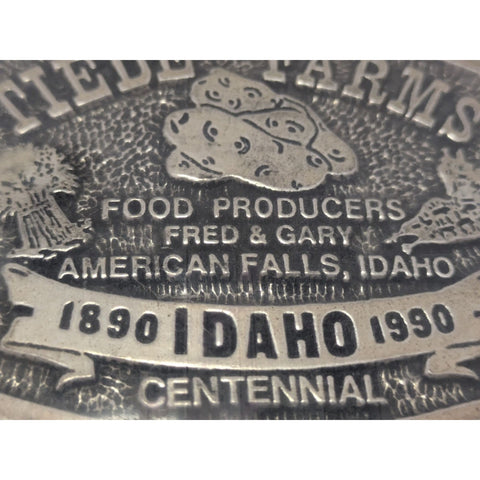 TIEDE FARMS
FOOD PRODUCERS
FRED & GARY
AMERICAN FALLS, IDAHO
1890 IDAHO 1990
CENTENNIAL